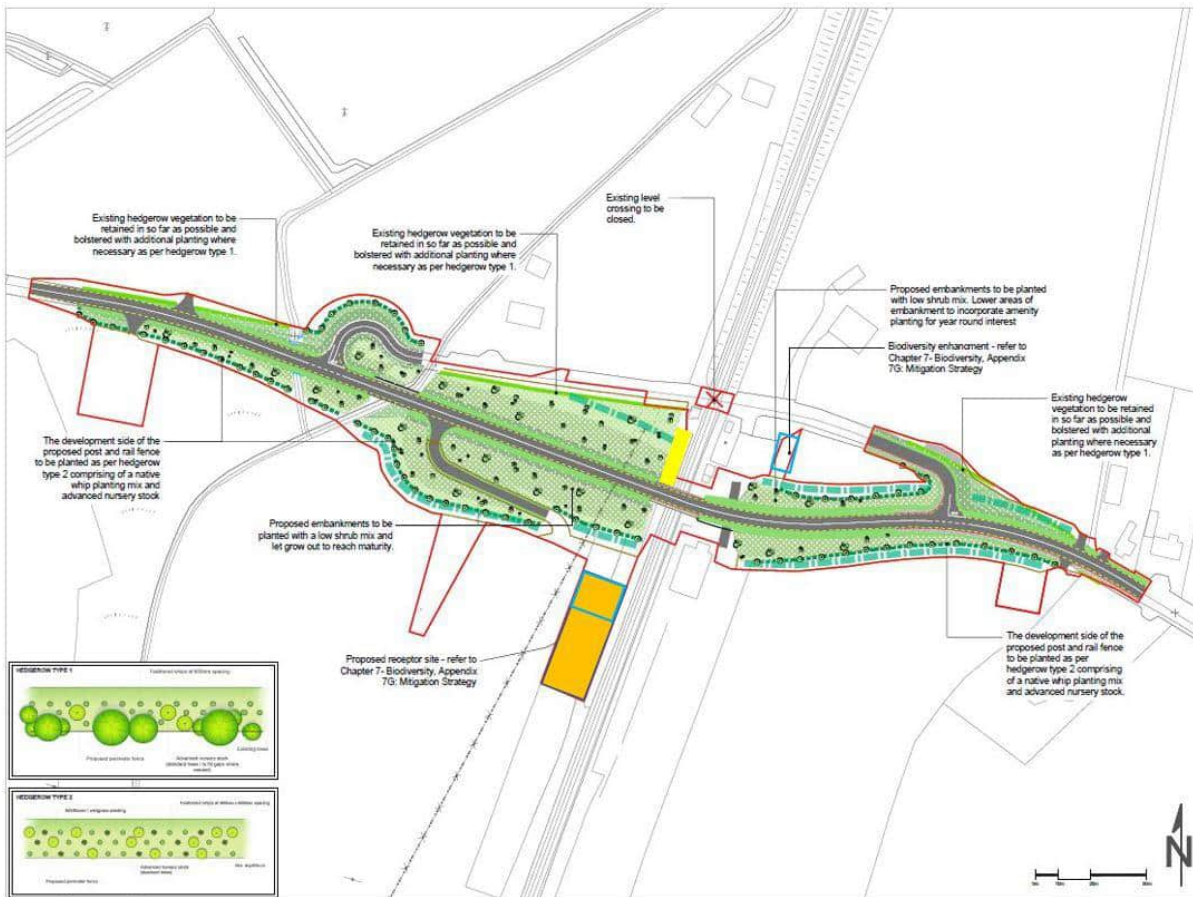 Existing level
crossing to be
closed.
Existing hedgerow vegetation to be
retained in so far as possible and
bolstered with additional planting where
necessary as per hedgerow type 1.
Existing hedgerow vegetation to be
retained in so far as possible and
bolstered with additional planting where
necessary as per hedgerow type 1.
Proposed embankments to be planted
with low shrub mix. Lower areas of
embankment to incorporate amenity
planting for year round interest
Biodiversity enhancment - refer to
Chapter 7- Biodiversity, Appendix
7G: Mitigation Strategy
Existing hedgerow
vegetation to be retained
in so far as possible and
bolstered with additional
planting where necessary
as per hedgerow type 1.
The development side of the
proposed post and rail fence
to be planted as per hedgerow
type 2 comprising of a native
whip planting mix and
advanced nursery stock
Proposed embankments to be
planted with a low shrub mix and
let grow out to reach maturity.
Proposed receptor site - refer to
Chapter 7- Biodiversity, Appendix
7G: Mitigation Strategy
The development side of the
proposed post and rail fence
to be planted as per
hedgerow type 2 comprising
of a native whip planting mix
and advanced nursery stock.
HEDGEROW TYPE 1
Proposed perimeter fence
Existing trees
Advanced nursery stock
HEDGEROW TYPE 2
Advanced nursery stock
Proposed perimeter fence
N